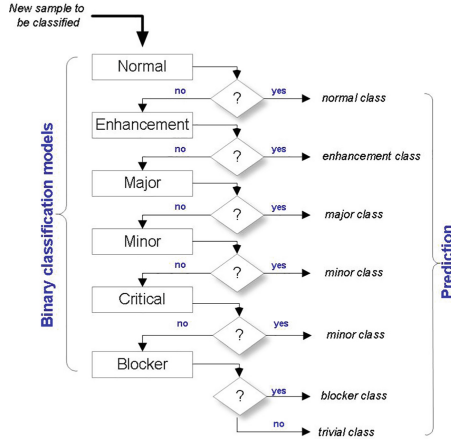 New sample to
be classified
Normal
?
no
yes
normal class
Enhancement
?
no
yes
enhancement class
Major
?
no
yes
major class
Minor
?
no
yes
minor class
Critical
?
no
yes
minor class
Blocker
?
yes
blocker class
no
trivial class
Binary classification models
Prediction